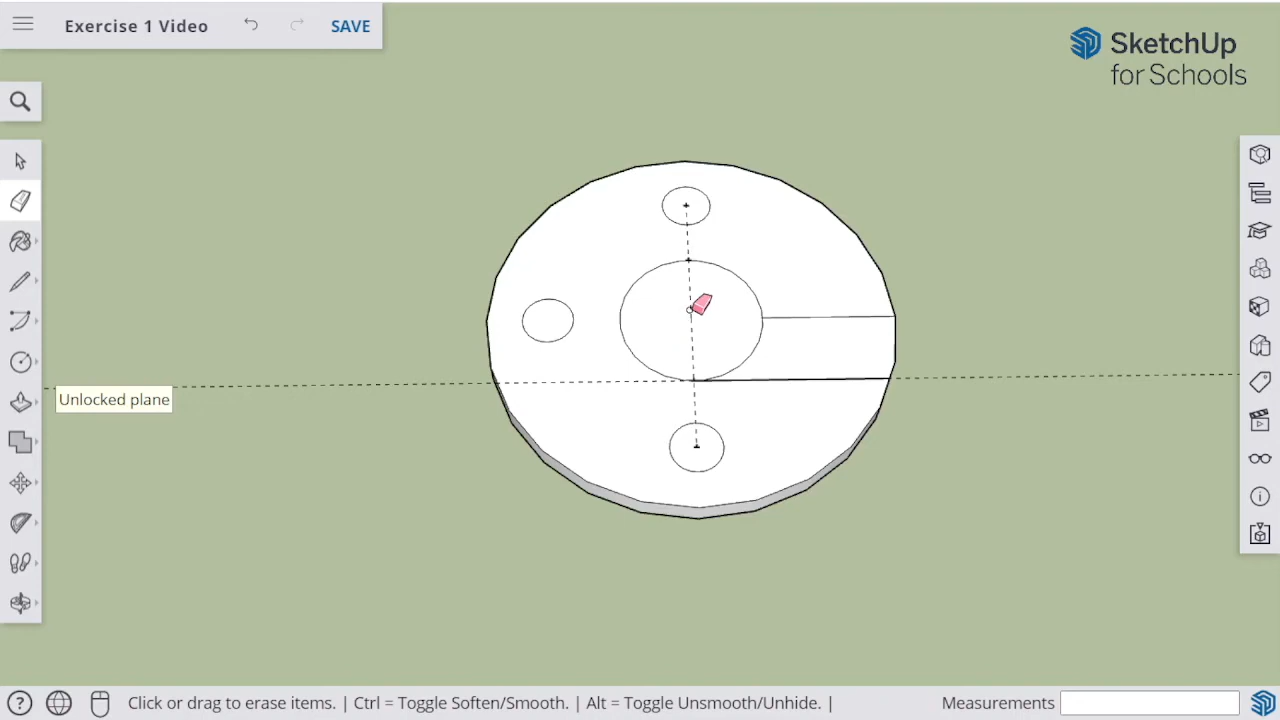 Exercise 1 Video
SAVE
SketchUp
for Schools
Unlocked plane
Click or drag to erase items. | Ctrl = Toggle Soften/Smooth. | Alt = Toggle Unsmooth/Unhide. |
Measurements